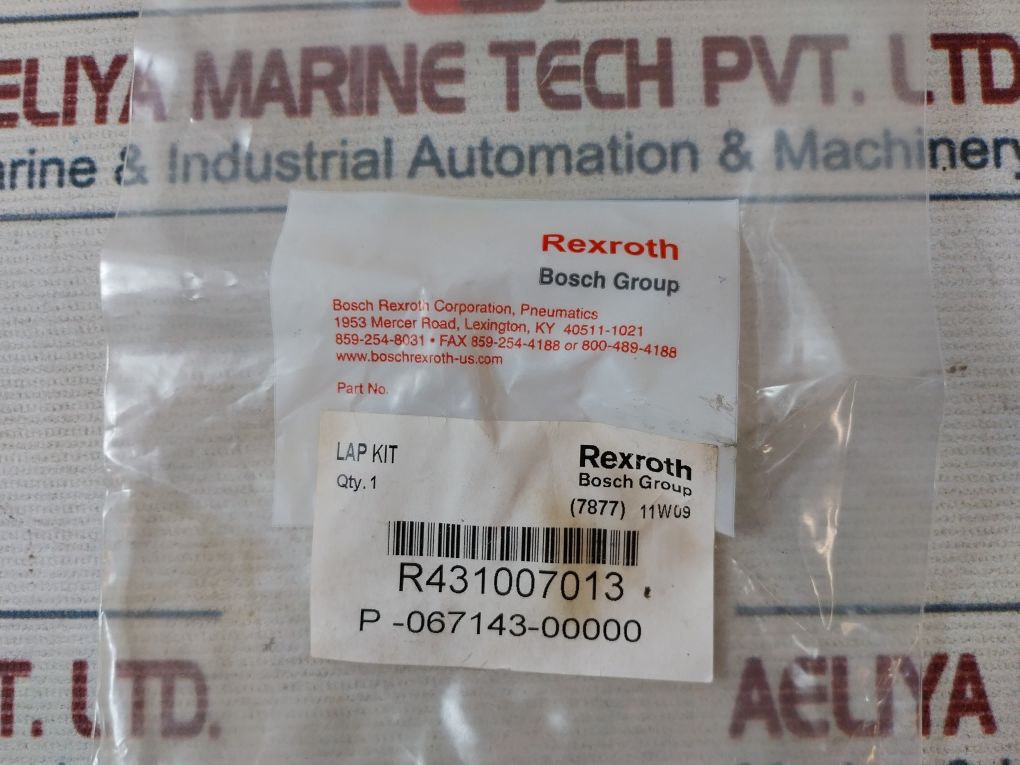 AELIYA MARINE TECH PVT. LTD
arine & Industrial Automation & Machinery
Rexroth
Bosch Group
Bosch Rexroth Corporation, Pneumatics
1953 Mercer Road, Lexington, KY 40511-1021
859-254-8031 • FAX 859-254-4188 or 800-489-4188
www.boschrexroth-us.com
Part No.
LAP KIT
Qty. 1
Rexroth
Bosch Group
(7877) 11W09
R431007013
P -067143-00000
T. LTD.
AELIYA